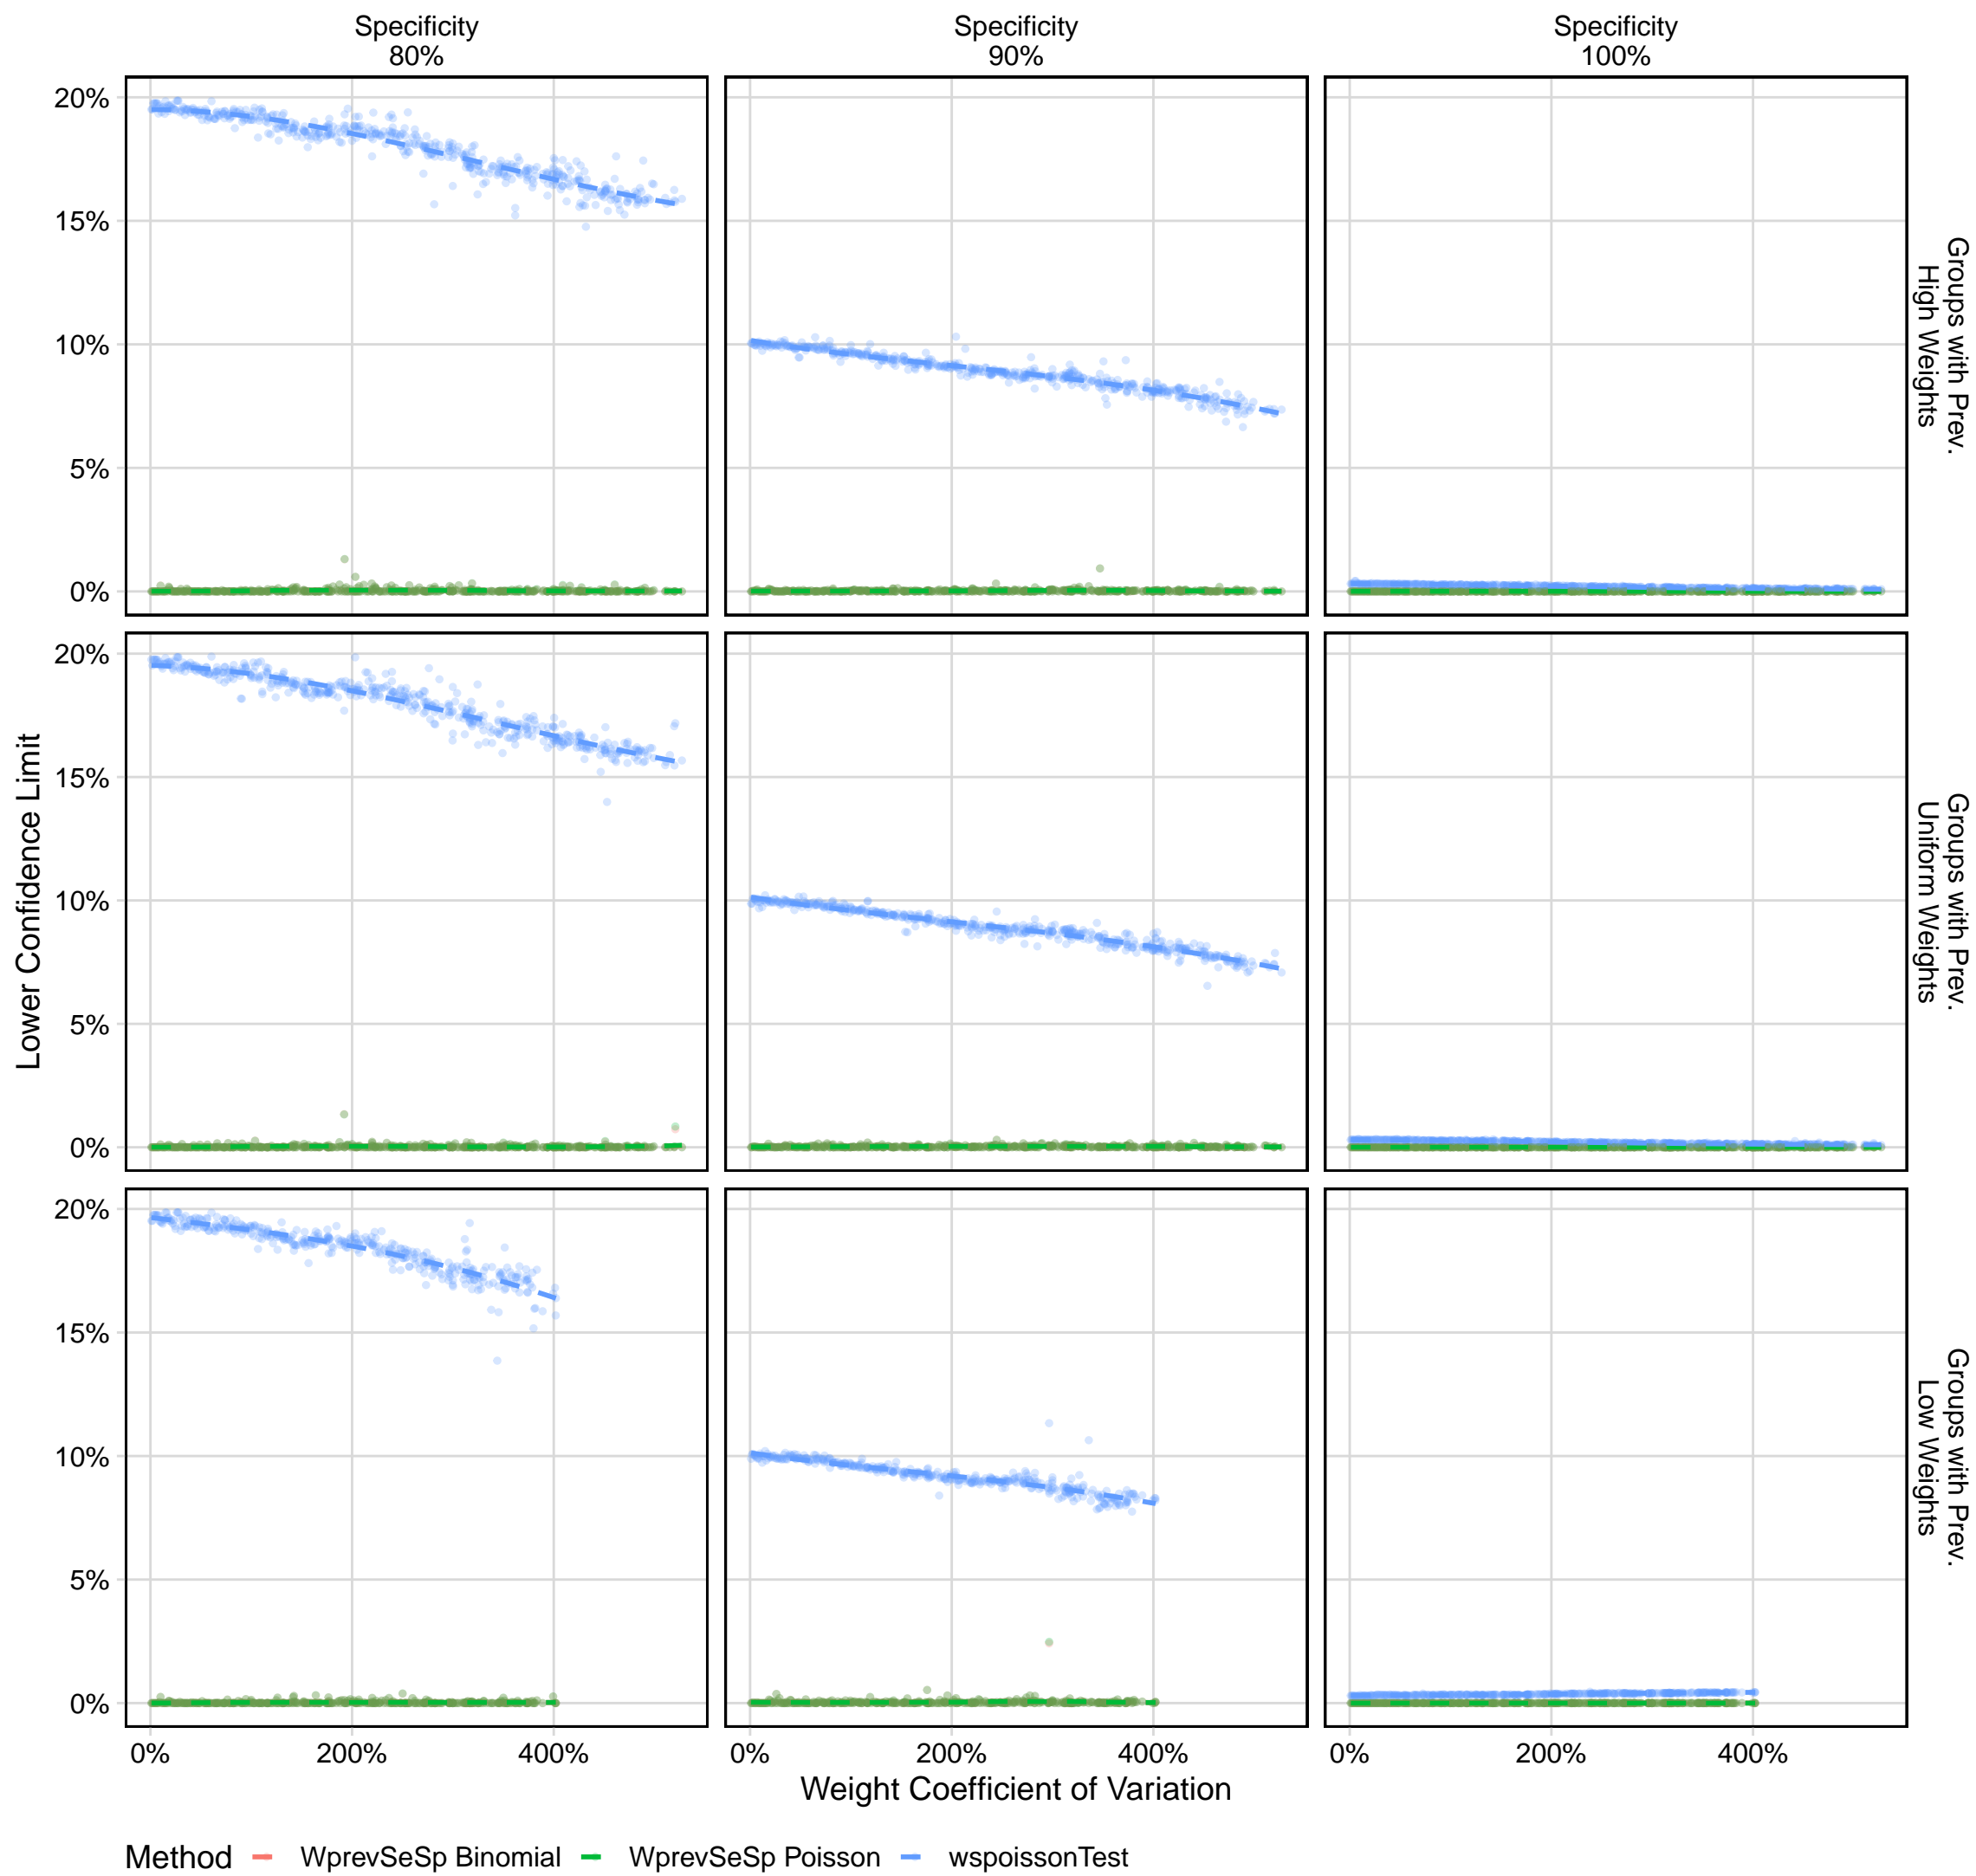 Specificity
80%
Specificity
90%
Specificity
100%
20%
15%
10%
5%
0%
Groups with Prev.
High Weights
20%
15%
10%
5%
0%
Groups with Prev.
Uniform Weights
20%
15%
10%
5%
0%
Groups with Prev.
Low Weights
Lower Confidence Limit
0% 200% 400%
0% 200% 400%
0% 200% 400%
Weight Coefficient of Variation
Method WprevSeSp Binomial WprevSeSp Poisson wspoissonTest